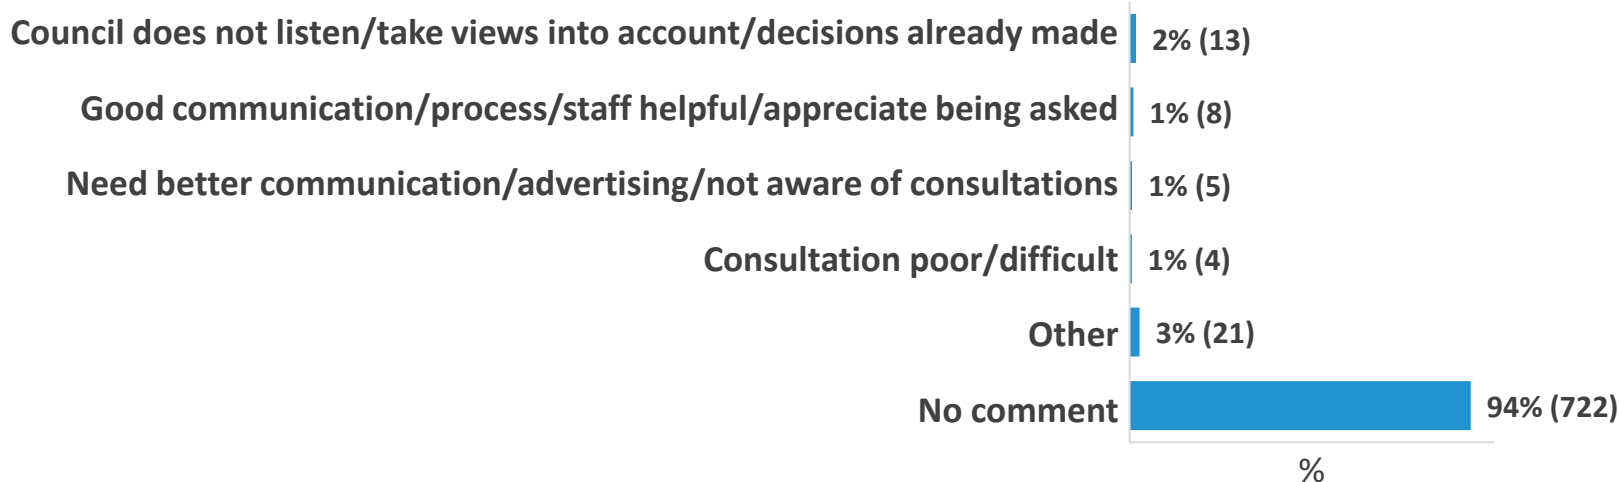 Council does not listen/take views into account/decisions already made 2% (13)
Good communication/process/staff helpful/appreciate being asked 1% (8)
Need better communication/advertising/not aware of consultations 1% (5)
Consultation poor/difficult 1% (4)
Other 3% (21)
No comment 94% (722)
%